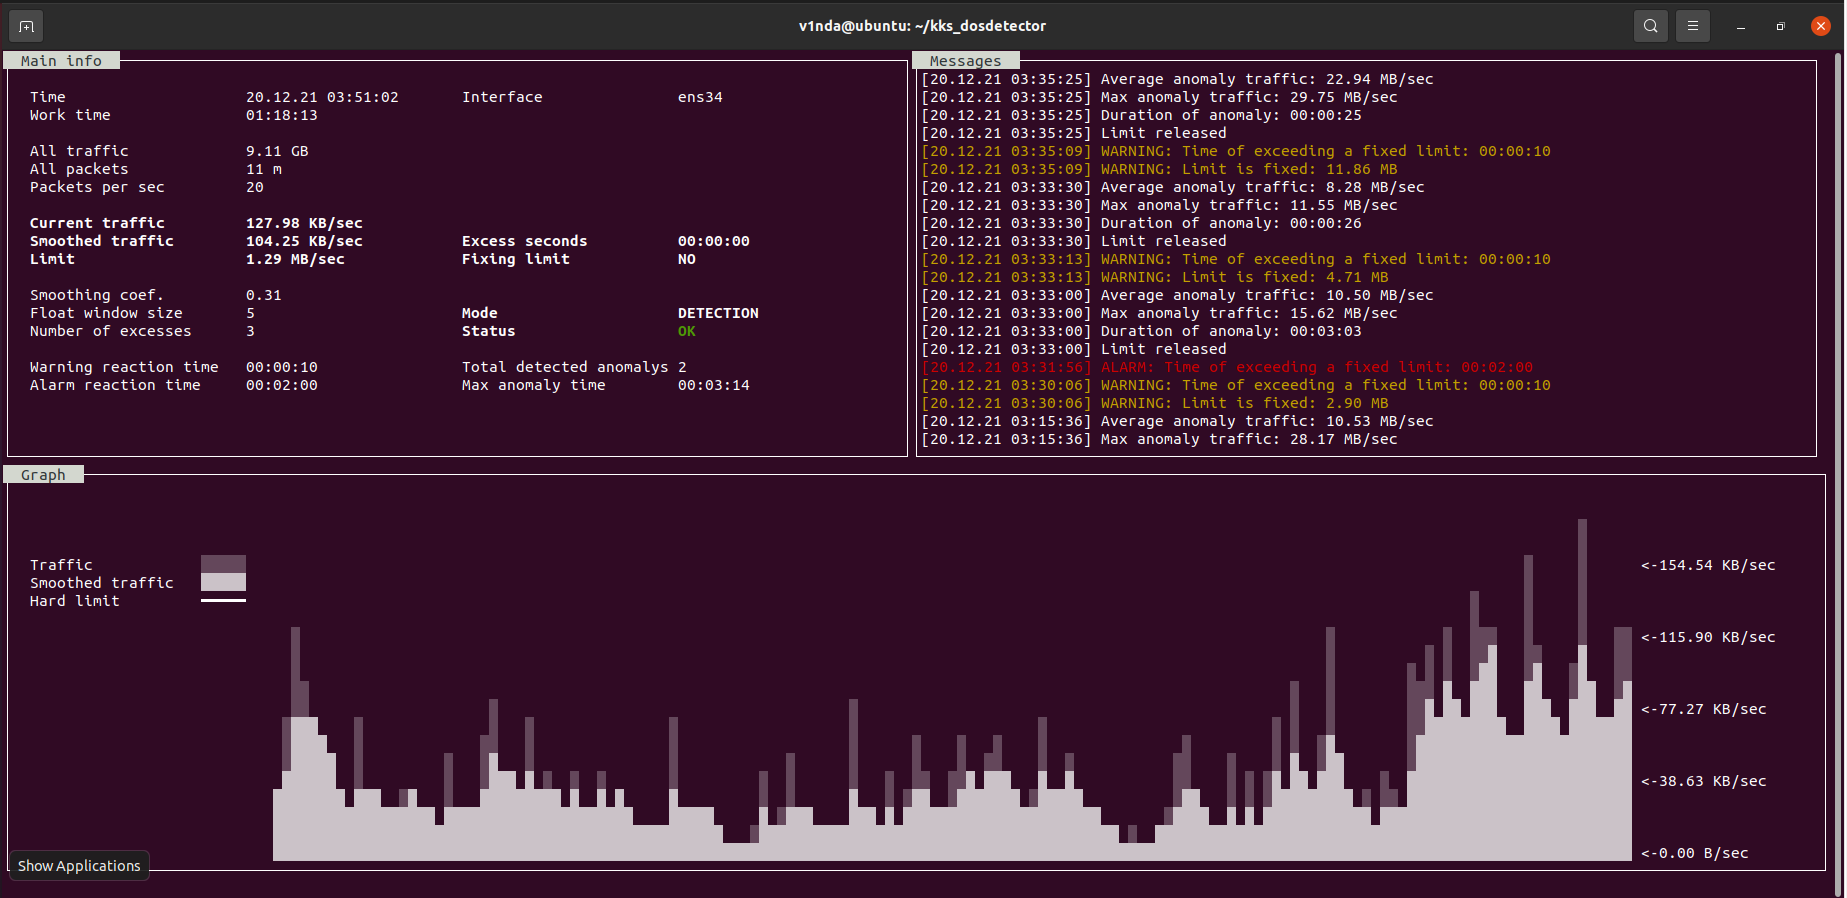 v1nda@ubuntu: ~/kks_dosdetector
Main info
Time 20.12.21 03:51:02 Interface ens34
Work time 01:18:13
All traffic 9.11 GB
All packets 11 m
Packets per sec 20
Current traffic 127.98 KB/sec
Smoothed traffic 104.25 KB/sec Excess seconds 00:00:00
Limit 1.29 MB/sec Fixing limit NO
Smoothing coef. 0.31
Float window size 5 Mode DETECTION
Number of excesses 3 Status OK
Warning reaction time 00:00:10 Total detected anomalys 2
Alarm reaction time 00:02:00 Max anomaly time 00:03:14
Messages
[20.12.21 03:35:25] Average anomaly traffic: 22.94 MB/sec
[20.12.21 03:35:25] Max anomaly traffic: 29.75 MB/sec
[20.12.21 03:35:25] Duration of anomaly: 00:00:25
[20.12.21 03:35:25] Limit released
[20.12.21 03:35:09] WARNING: Time of exceeding a fixed limit: 00:00:10
[20.12.21 03:35:09] WARNING: Limit is fixed: 11.86 MB
[20.12.21 03:33:30] Average anomaly traffic: 8.28 MB/sec
[20.12.21 03:33:30] Max anomaly traffic: 11.55 MB/sec
[20.12.21 03:33:30] Duration of anomaly: 00:00:26
[20.12.21 03:33:30] Limit released
[20.12.21 03:33:13] WARNING: Time of exceeding a fixed limit: 00:00:10
[20.12.21 03:33:13] WARNING: Limit is fixed: 4.71 MB
[20.12.21 03:33:00] Average anomaly traffic: 10.50 MB/sec
[20.12.21 03:33:00] Max anomaly traffic: 15.62 MB/sec
[20.12.21 03:33:00] Duration of anomaly: 00:03:03
[20.12.21 03:33:00] Limit released
[20.12.21 03:31:56] ALARM: Time of exceeding a fixed limit: 00:02:00
[20.12.21 03:30:06] WARNING: Time of exceeding a fixed limit: 00:00:10
[20.12.21 03:30:06] WARNING: Limit is fixed: 2.90 MB
[20.12.21 03:15:36] Average anomaly traffic: 10.53 MB/sec
[20.12.21 03:15:36] Max anomaly traffic: 28.17 MB/sec
Graph
Traffic
Smoothed traffic
Hard limit
<-154.54 KB/sec
<-115.90 KB/sec
<-77.27 KB/sec
<-38.63 KB/sec
<-0.00 B/sec
Show Applications